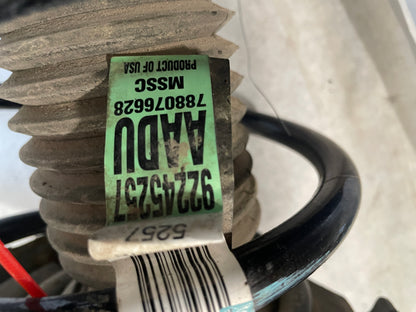 5257
92245257
AADU
788076628
MSSC
PRODUCT OF USA